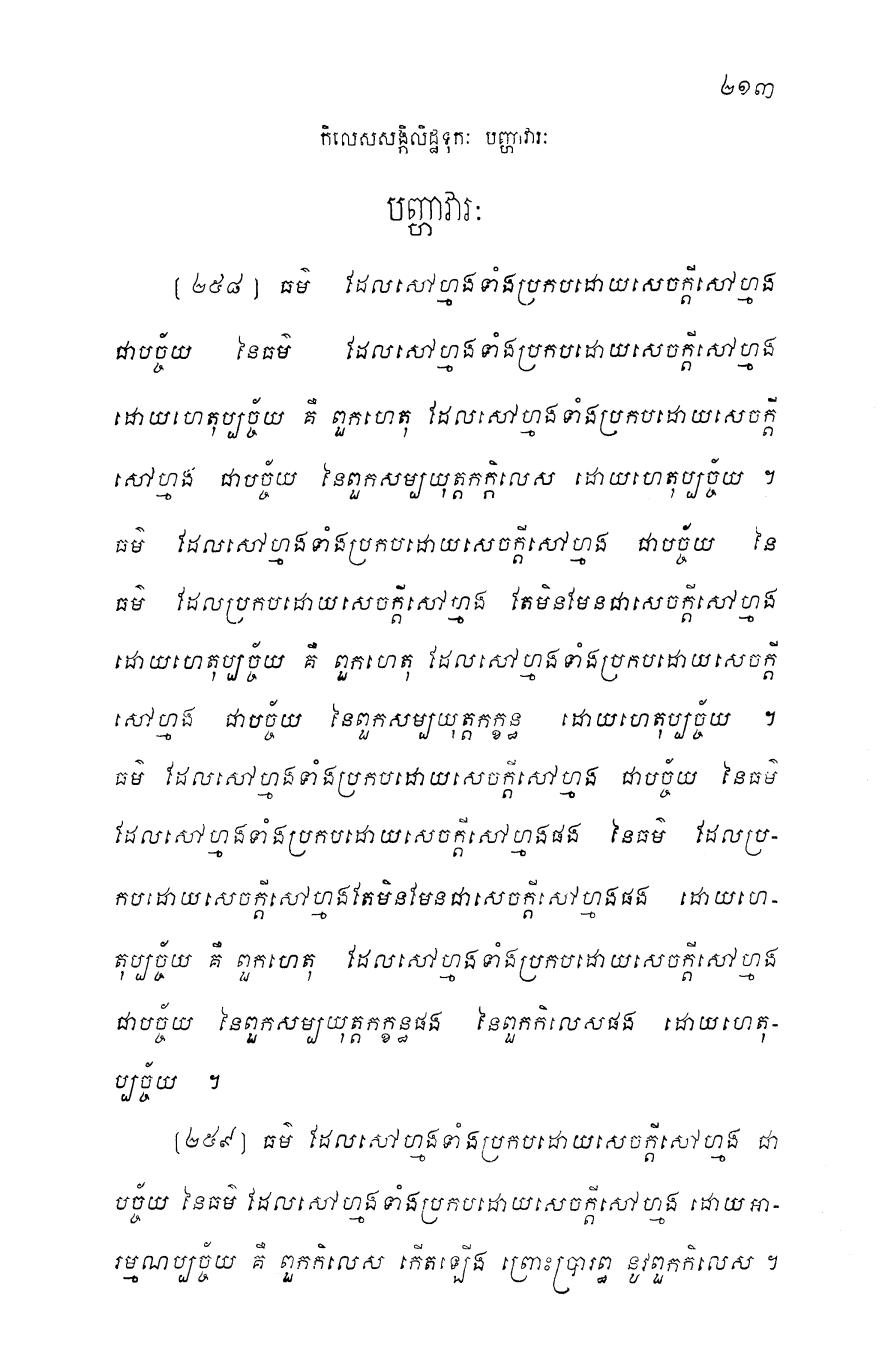 ២១៣
កិលេសសង្កិលិដ្ឋទុកៈ បញ្ហាវារៈ
បញ្ហាវារៈ
[ ២៥៨ ] ធម៌ ដែលសៅហ្មងទាំងប្រកបដោយសេចក្តីសៅហ្មង
ជាបច្ច័យ នៃធម៌ ដែលសៅហ្មងទាំងប្រកបដោយសេចក្តីសៅហ្មង
ដោយហេតុប្បច្ច័យ គឺ ពួកហេតុ ដែលសៅហ្មងទាំងប្រកបដោយសេចក្តី
សៅហ្មង ជាបច្ច័យ នៃពួកសម្បយុត្តកក្កិលេស ដោយហេតុប្បច្ច័យ ។
ធម៌ ដែលសៅហ្មងទាំងប្រកបដោយសេចក្តីសៅហ្មង ជាបច្ច័យ នៃ
ធម៌ ដែលប្រកបដោយសេចក្តីសៅហ្មង តែមិនមែនជាសេចក្តីសៅហ្មង
ដោយហេតុប្បច្ច័យ គឺ ពួកហេតុ ដែលសៅហ្មងទាំងប្រកបដោយសេចក្តី
សៅហ្មង ជាបច្ច័យ នៃពួកសម្បយុត្តកក្ខន្ធ ដោយហេតុប្បច្ច័យ ។
ធម៌ ដែលសៅហ្មងទាំងប្រកបដោយសេចក្តីសៅហ្មង ជាបច្ច័យ នៃធម៌
ដែលសៅហ្មងទាំងប្រកបដោយសេចក្តីសៅហ្មងផង នៃធម៌ ដែលប្រ-
កបដោយសេចក្តីសៅហ្មងតែមិនមែនជាសេចក្តីសៅហ្មងផង ដោយហេ-
តុប្បច្ច័យ គឺ ពួកហេតុ ដែលសៅហ្មងទាំងប្រកបដោយសេចក្តីសៅហ្មង
ជាបច្ច័យ នៃពួកសម្បយុត្តកក្ខន្ធផង នៃពួកកិលេសផង ដោយហេតុ-
ប្បច្ច័យ ។
[២៥៩] ធម៌ ដែលសៅហ្មងទាំងប្រកបដោយសេចក្តីសៅហ្មង ជា
បច្ច័យ នៃធម៌ ដែលសៅហ្មងទាំងប្រកបដោយសេចក្តីសៅហ្មង ដោយអា-
រម្មណប្បច្ច័យ គឺ ពួកកិលេស កើតឡើង ព្រោះប្រារព្ធ នូវពួកកិលេស ។